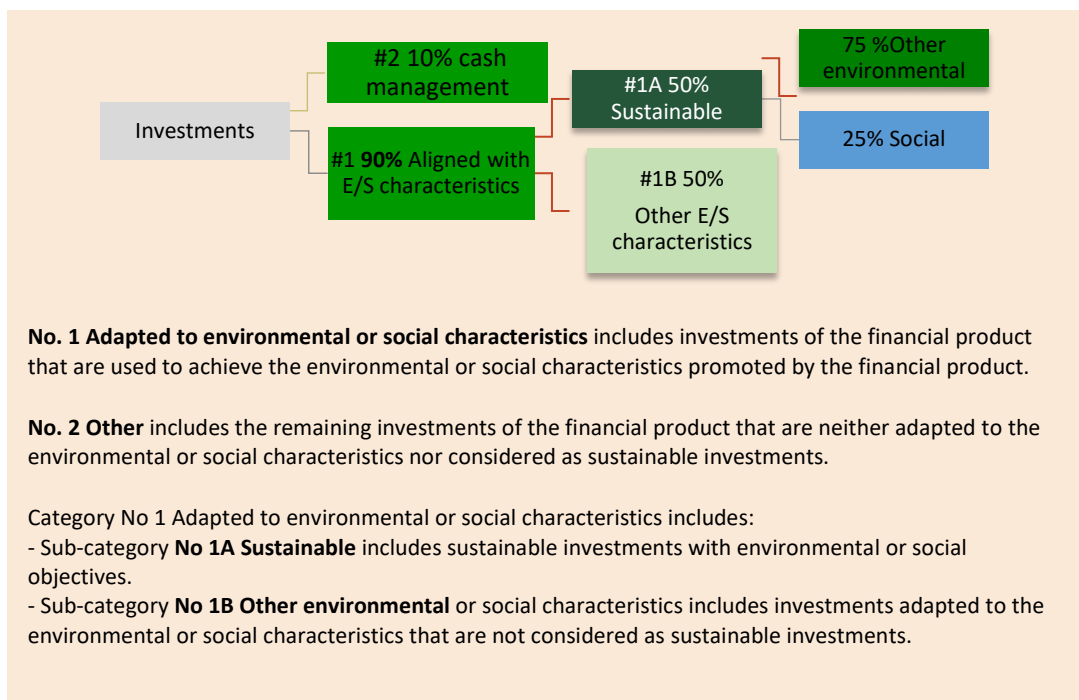 #2 10% cash
management
75 %Other
environmental
#1A 50%
Sustainable
Investments
25% Social
#1 90% Aligned with
E/S characteristics
#1B 50%
Other E/S
characteristics
No. 1 Adapted to environmental or social characteristics includes investments of the financial product
that are used to achieve the environmental or social characteristics promoted by the financial product.
No. 2 Other includes the remaining investments of the financial product that are neither adapted to the
environmental or social characteristics nor considered as sustainable investments.
Category No 1 Adapted to environmental or social characteristics includes:
- Sub-category No 1A Sustainable includes sustainable investments with environmental or social
objectives.
- Sub-category No 1B Other environmental or social characteristics includes investments adapted to the
environmental or social characteristics that are not considered as sustainable investments.